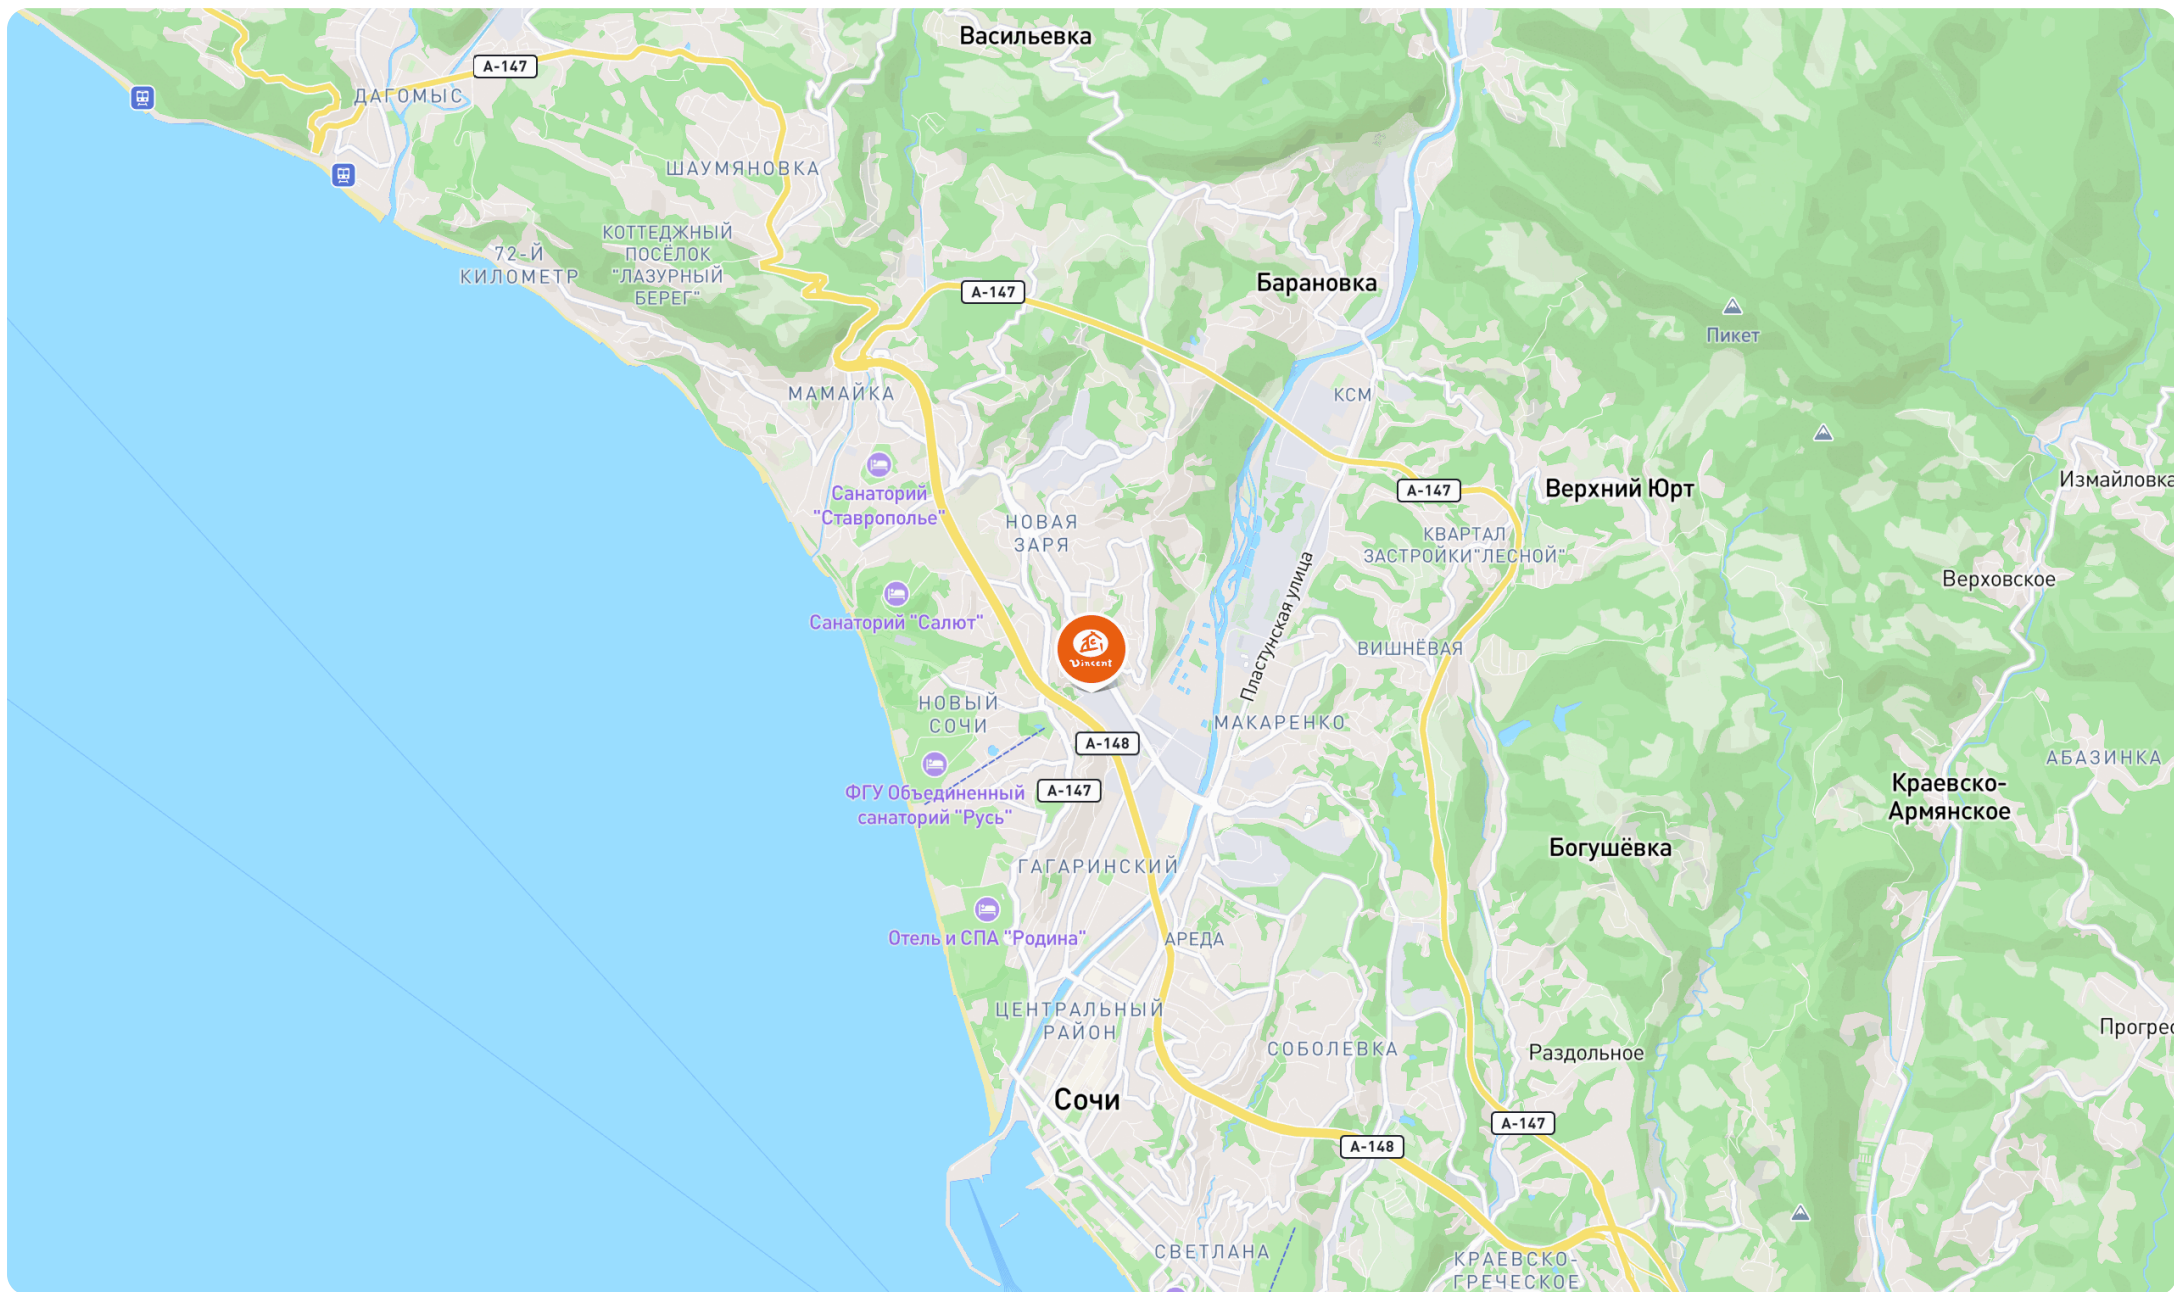 Васильевка
А-147
ДАГОМЫС
ШАУМЯНОВКА
КОТТЕДЖНЫЙ
ПОСЁЛОК
"ЛАЗУРНЫЙ
БЕРЕГ"
72-Й
КИЛОМЕТР
А-147
Барановка
Пикет
МАМАЙКА
КСМ
Санаторий
"Ставрополье"
А-147
Верхний Юрт
Измайловка
НОВАЯ
ЗАРЯ
КВАРТАЛ
ЗАСТРОЙКИ"ЛЕСНОЙ"
Верховское
Санаторий "Салют"
Пластунская улица
Vincent
ВИШНЁВАЯ
НОВЫЙ
СОЧИ
МАКАРЕНКО
А-148
АБАЗИНКА
ФГУ Объединенный
санаторий "Русь"
А-147
Краевско-
Армянское
Богушёвка
ГАГАРИНСКИЙ
Отель и СПА "Родина"
АРЕДА
ЦЕНТРАЛЬНЫЙ
РАЙОН
Прогрес
СОБОЛЕВКА
Раздольное
Сочи
А-147
А-148
СВЕТЛАНА
КРАЕВСКО-
ГРЕЧЕСКОЕ